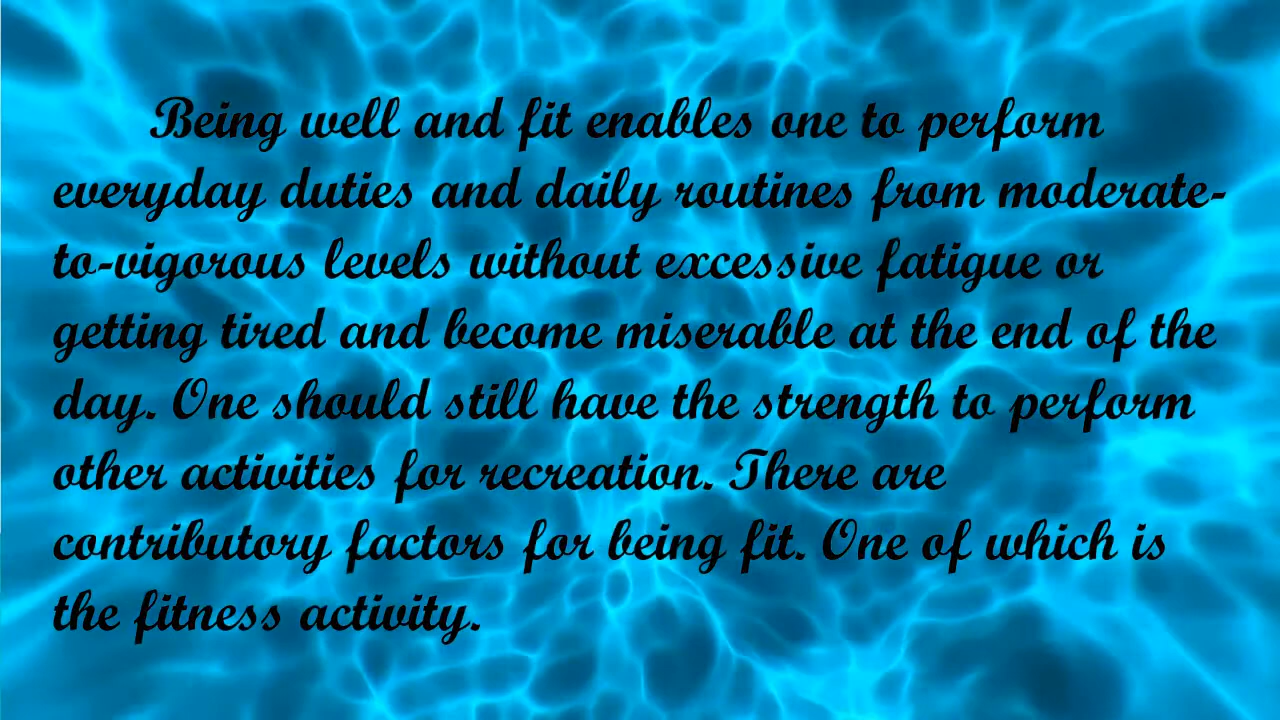 Being well and fit enables one to perform
everyday duties and daily routines from moderate-
to-vigorous levels without excessive fatigue or
getting tired and become miserable at the end of the
day. One should still have the strength to perform
other activities for recreation. There are
contributory factors for being fit. One of which is
the fitness activity.